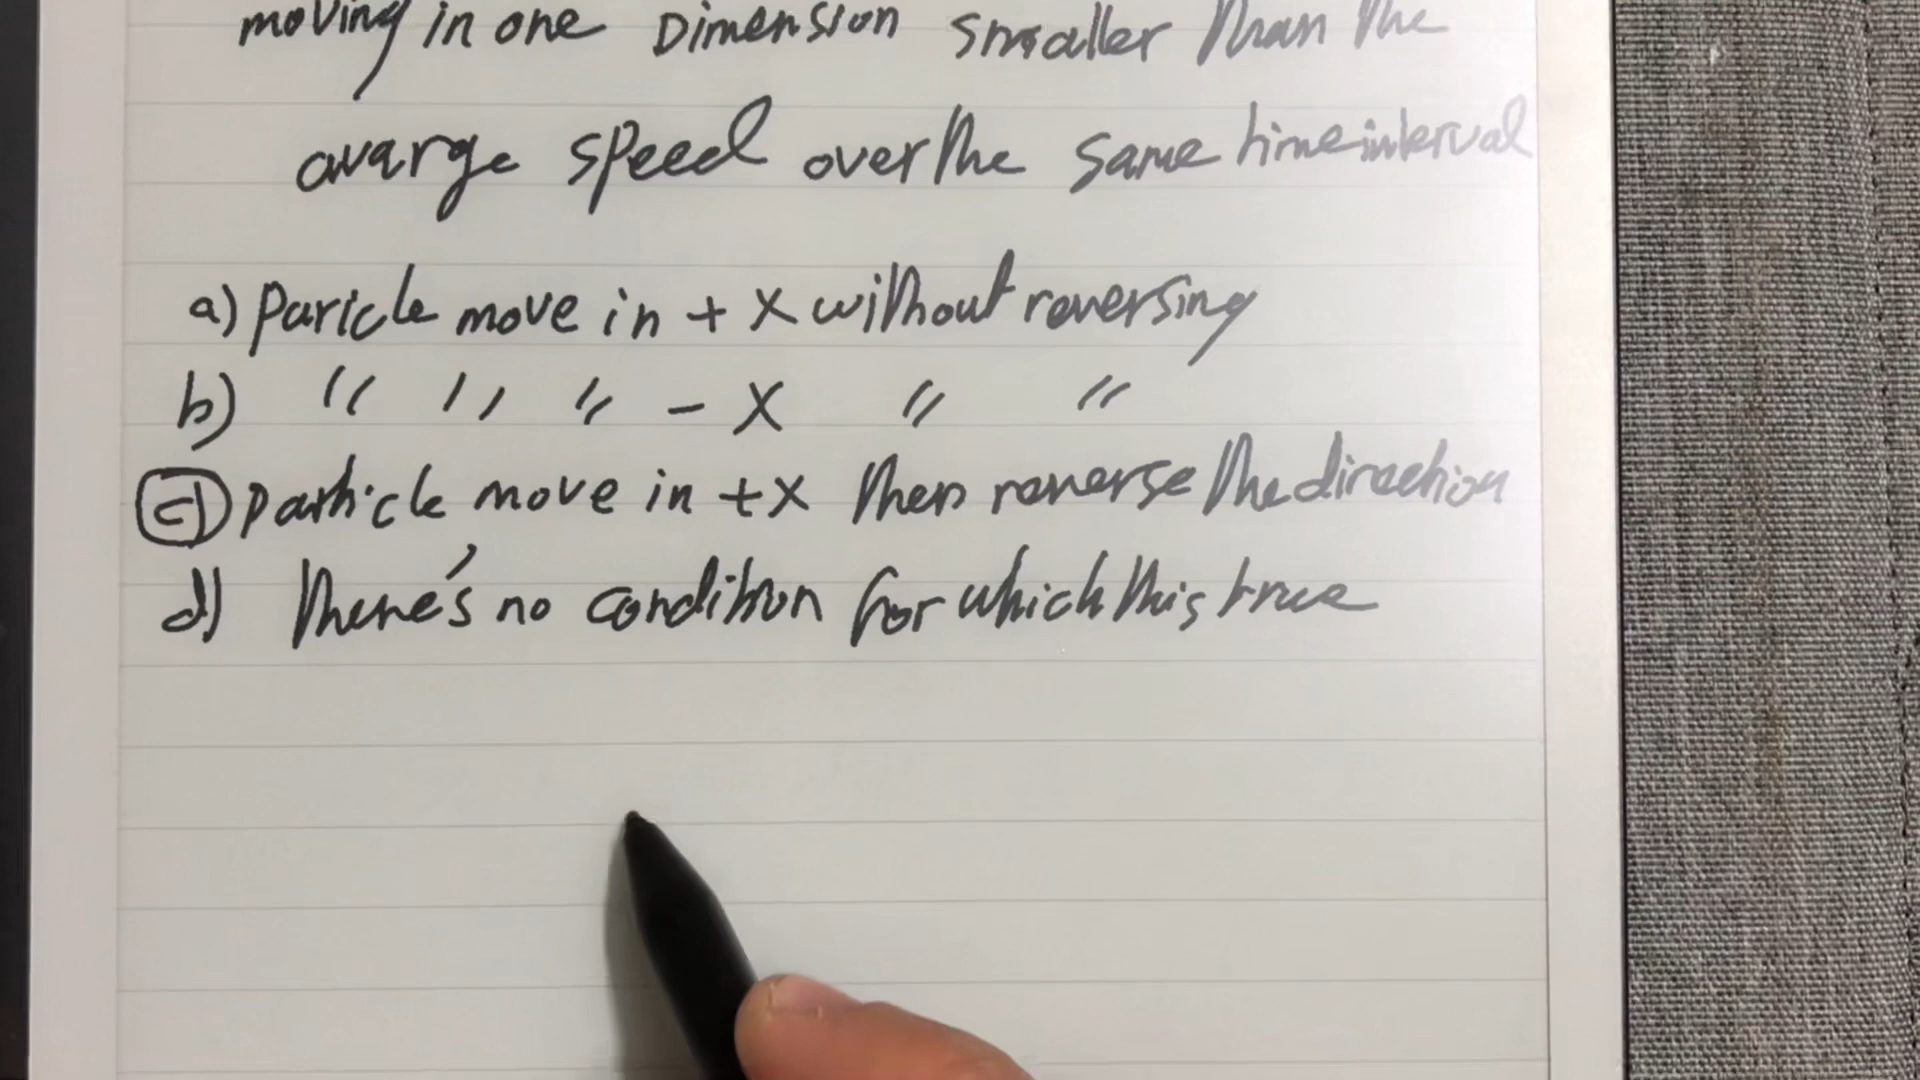 moving in one Dimension smaller Than The
avarge speed over The same time interval
a) Paricle move in + X without reversing
b) " " " - X " "
c) particle move in +X Then reverse The direction
d) There's no condition for which This true